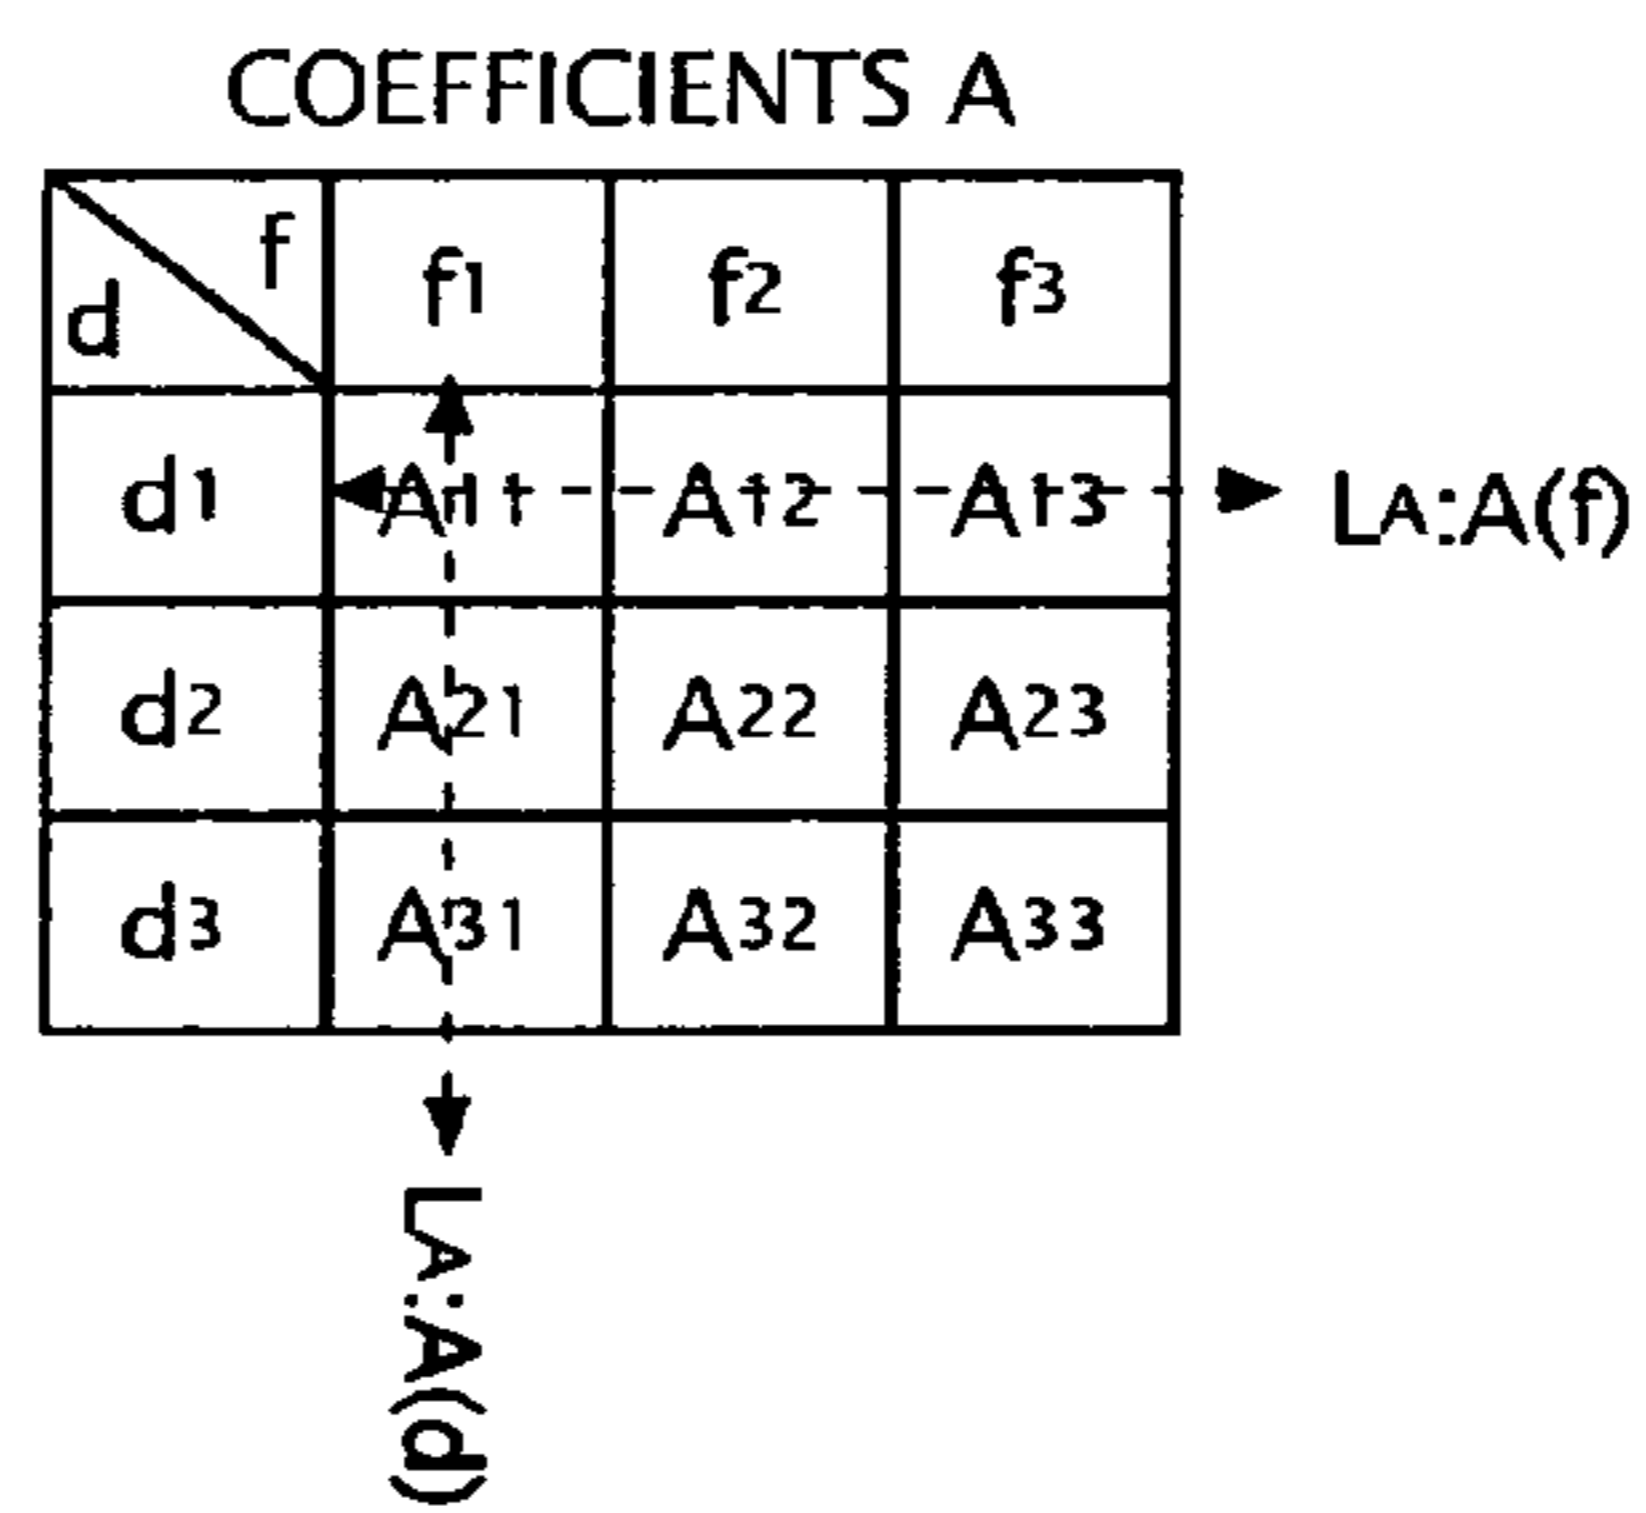 COEFFICIENTS A
d f f1 f2 f3
d1 A11 A12 A13 LA:A(f)
d2 A21 A22 A23
d3 A31 A32 A33
LA:A(d)